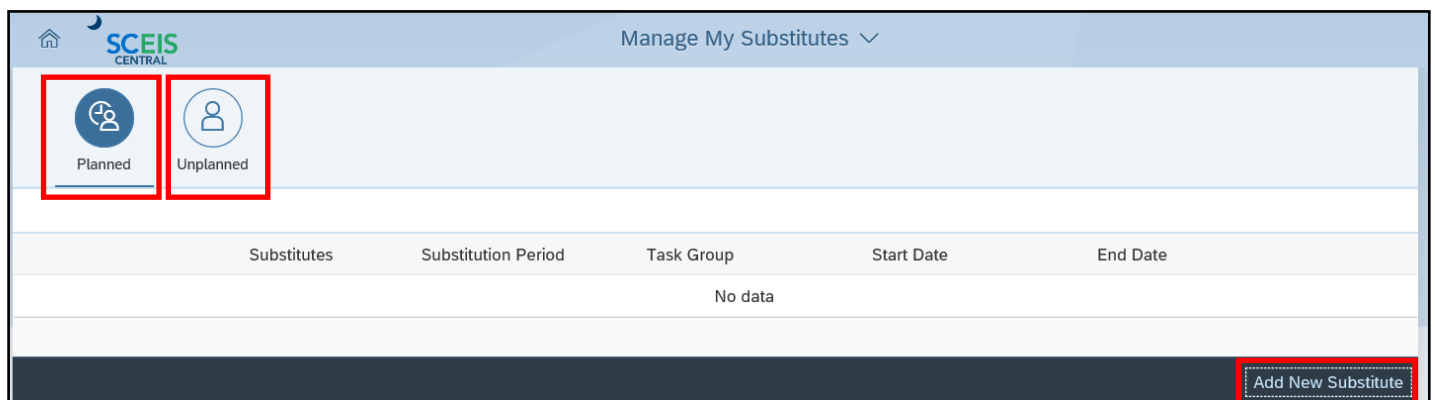 SCEIS
CENTRAL
Manage My Substitutes
Planned
Unplanned
Substitutes Substitution Period Task Group Start Date End Date
No data
Add New Substitute